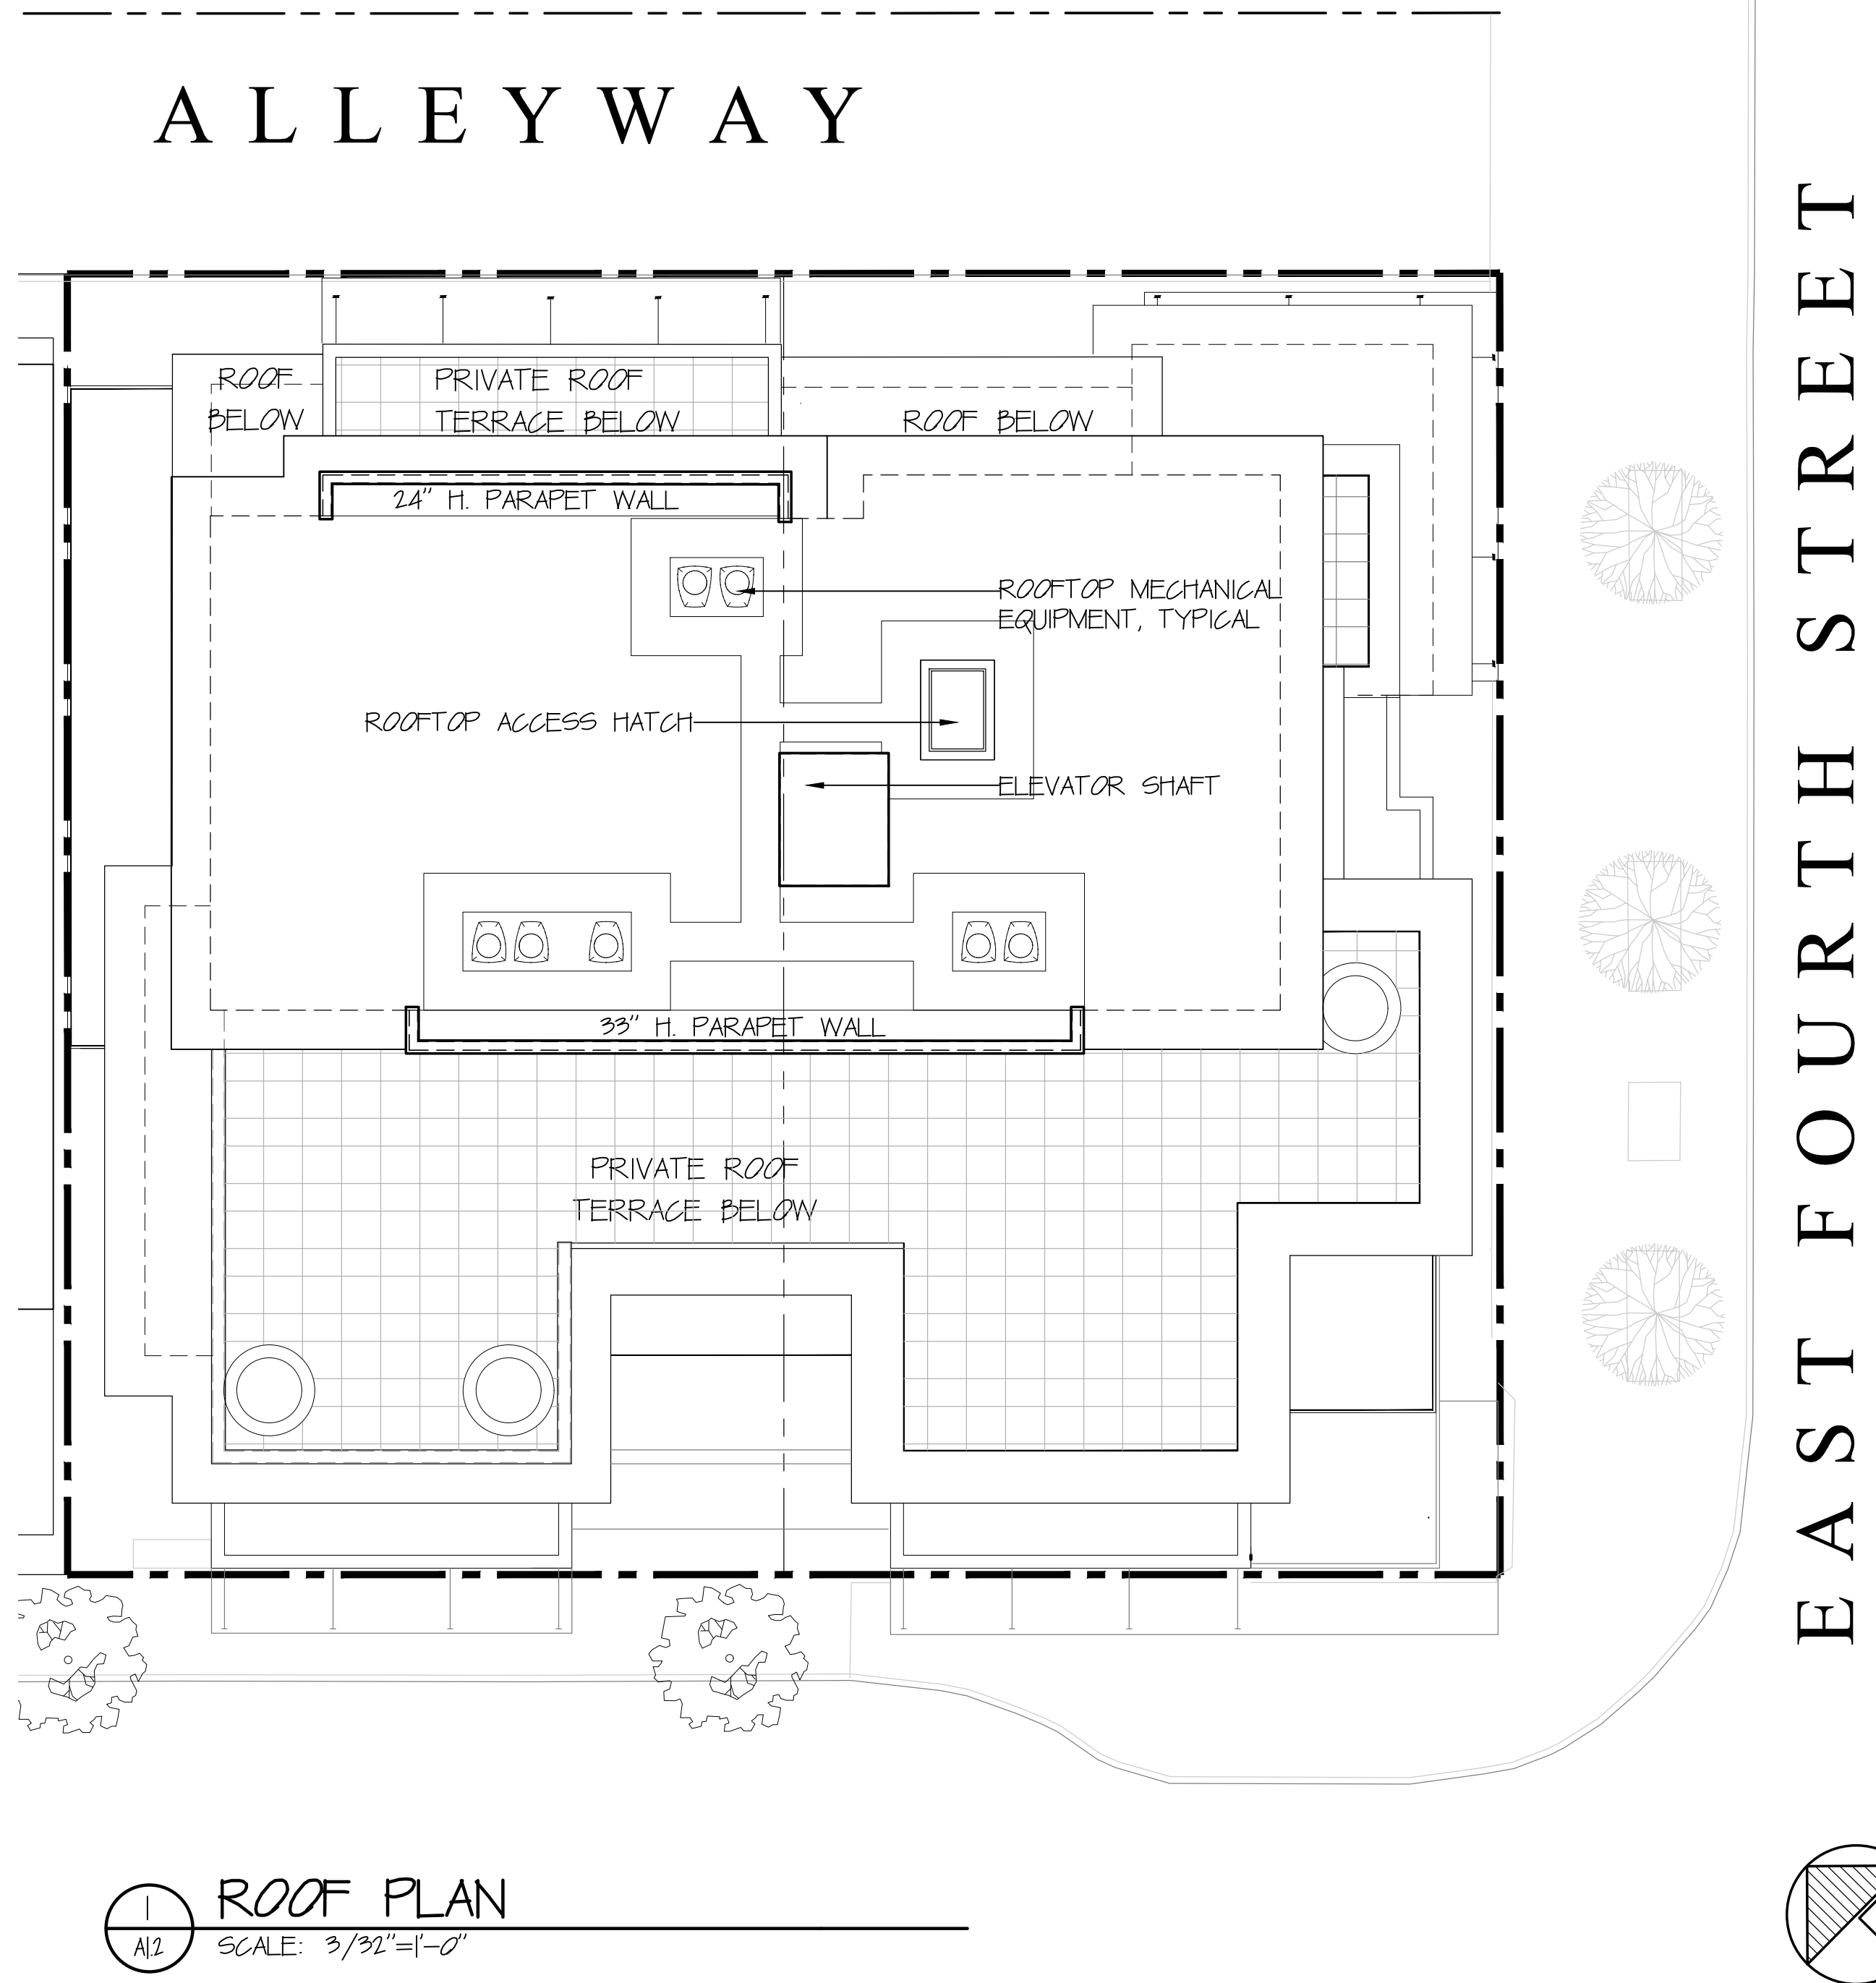 ALLEYWAY
EAST FOURTH STREET
ROOF
BELOW
PRIVATE ROOF
TERRACE BELOW
ROOF BELOW
24" H. PARAPET WALL
ROOFTOP MECHANICAL
EQUIPMENT, TYPICAL
ROOFTOP ACCESS HATCH
ELEVATOR SHAFT
33" H. PARAPET WALL
PRIVATE ROOF
TERRACE BELOW
1
A1.2
ROOF PLAN
SCALE: 3/32"=1'-0"